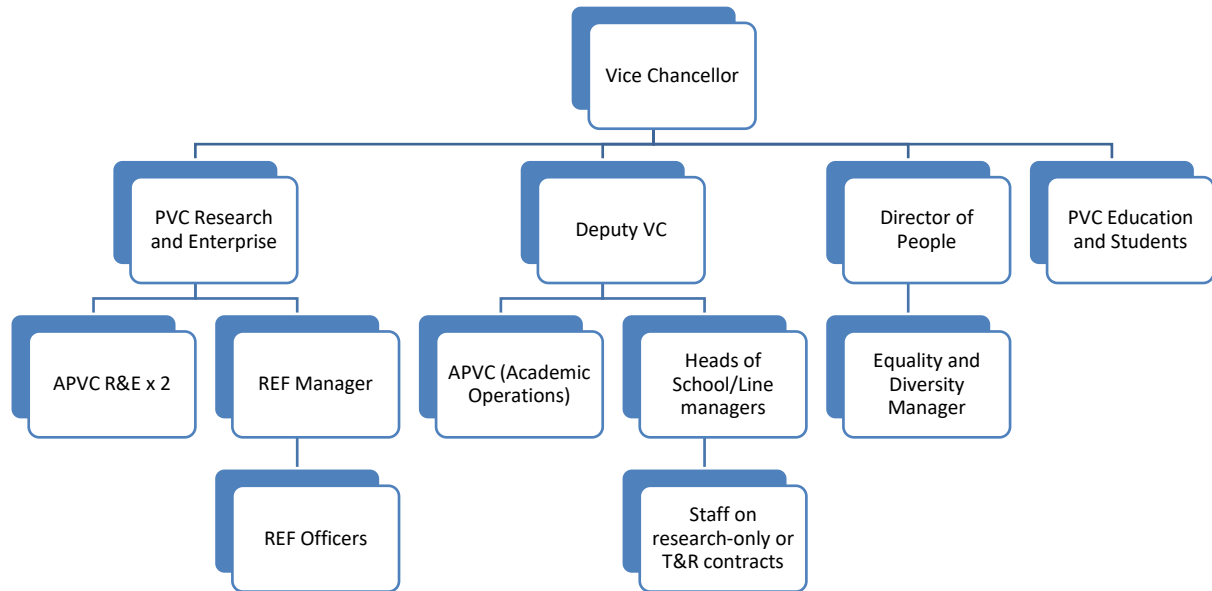 Vice Chancellor
PVC Research
and Enterprise
Deputy VC
Director of
People
PVC Education
and Students
APVC R&E x 2
REF Manager
APVC (Academic
Operations)
Heads of
School/Line
managers
Equality and
Diversity
Manager
REF Officers
Staff on
research-only or
T&R contracts